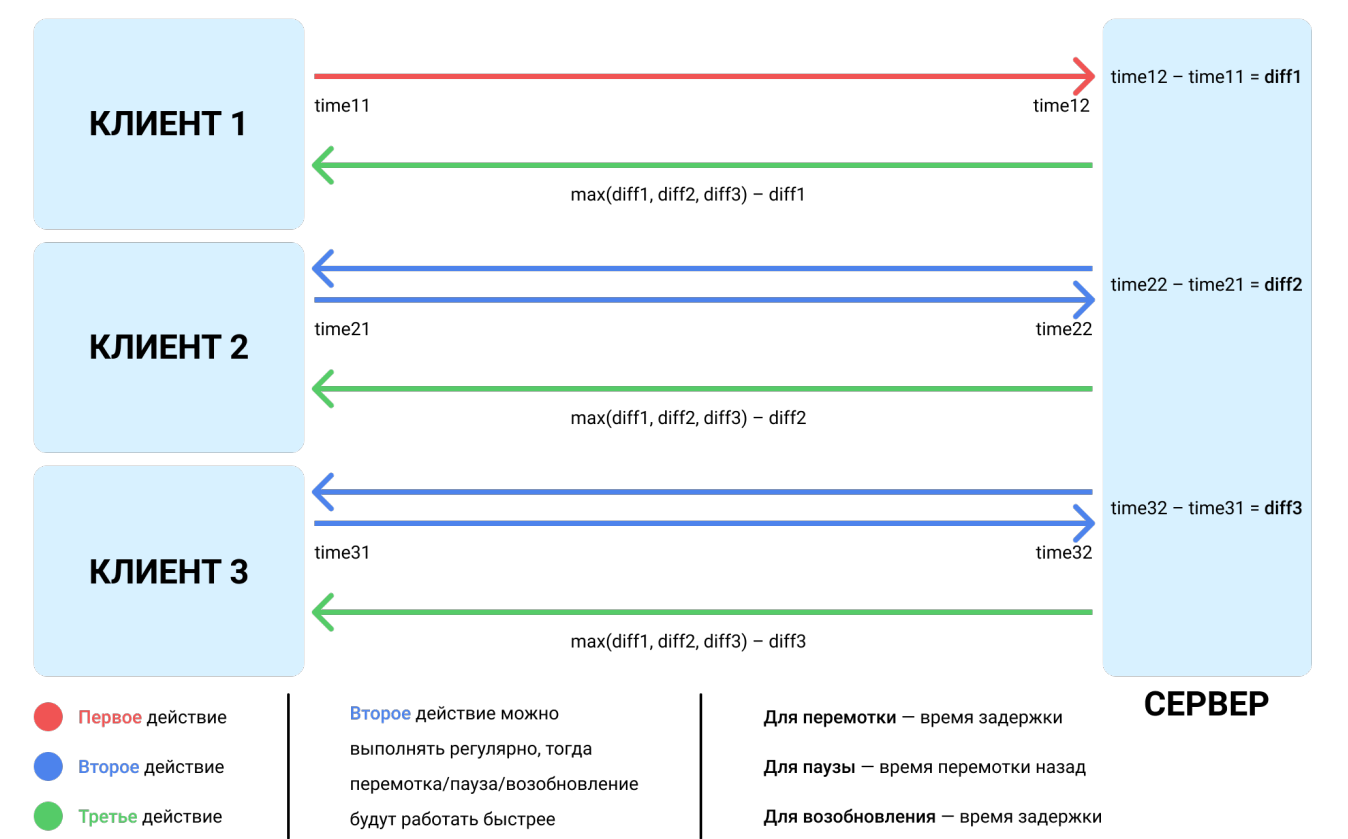 time12 – time11 = diff1
time11
time12
КЛИЕНТ 1
max(diff1, diff2, diff3) – diff1
time22 – time21 = diff2
time21
time22
КЛИЕНТ 2
max(diff1, diff2, diff3) – diff2
time32 – time31 = diff3
time31
time32
КЛИЕНТ 3
max(diff1, diff2, diff3) – diff3
СЕРВЕР
Первое действие
Второе действие
Третье действие
Второе действие можно
выполнять регулярно, тогда
перемотка/пауза/возобновление
будут работать быстрее
Для перемотки — время задержки
Для паузы — время перемотки назад
Для возобновления — время задержки